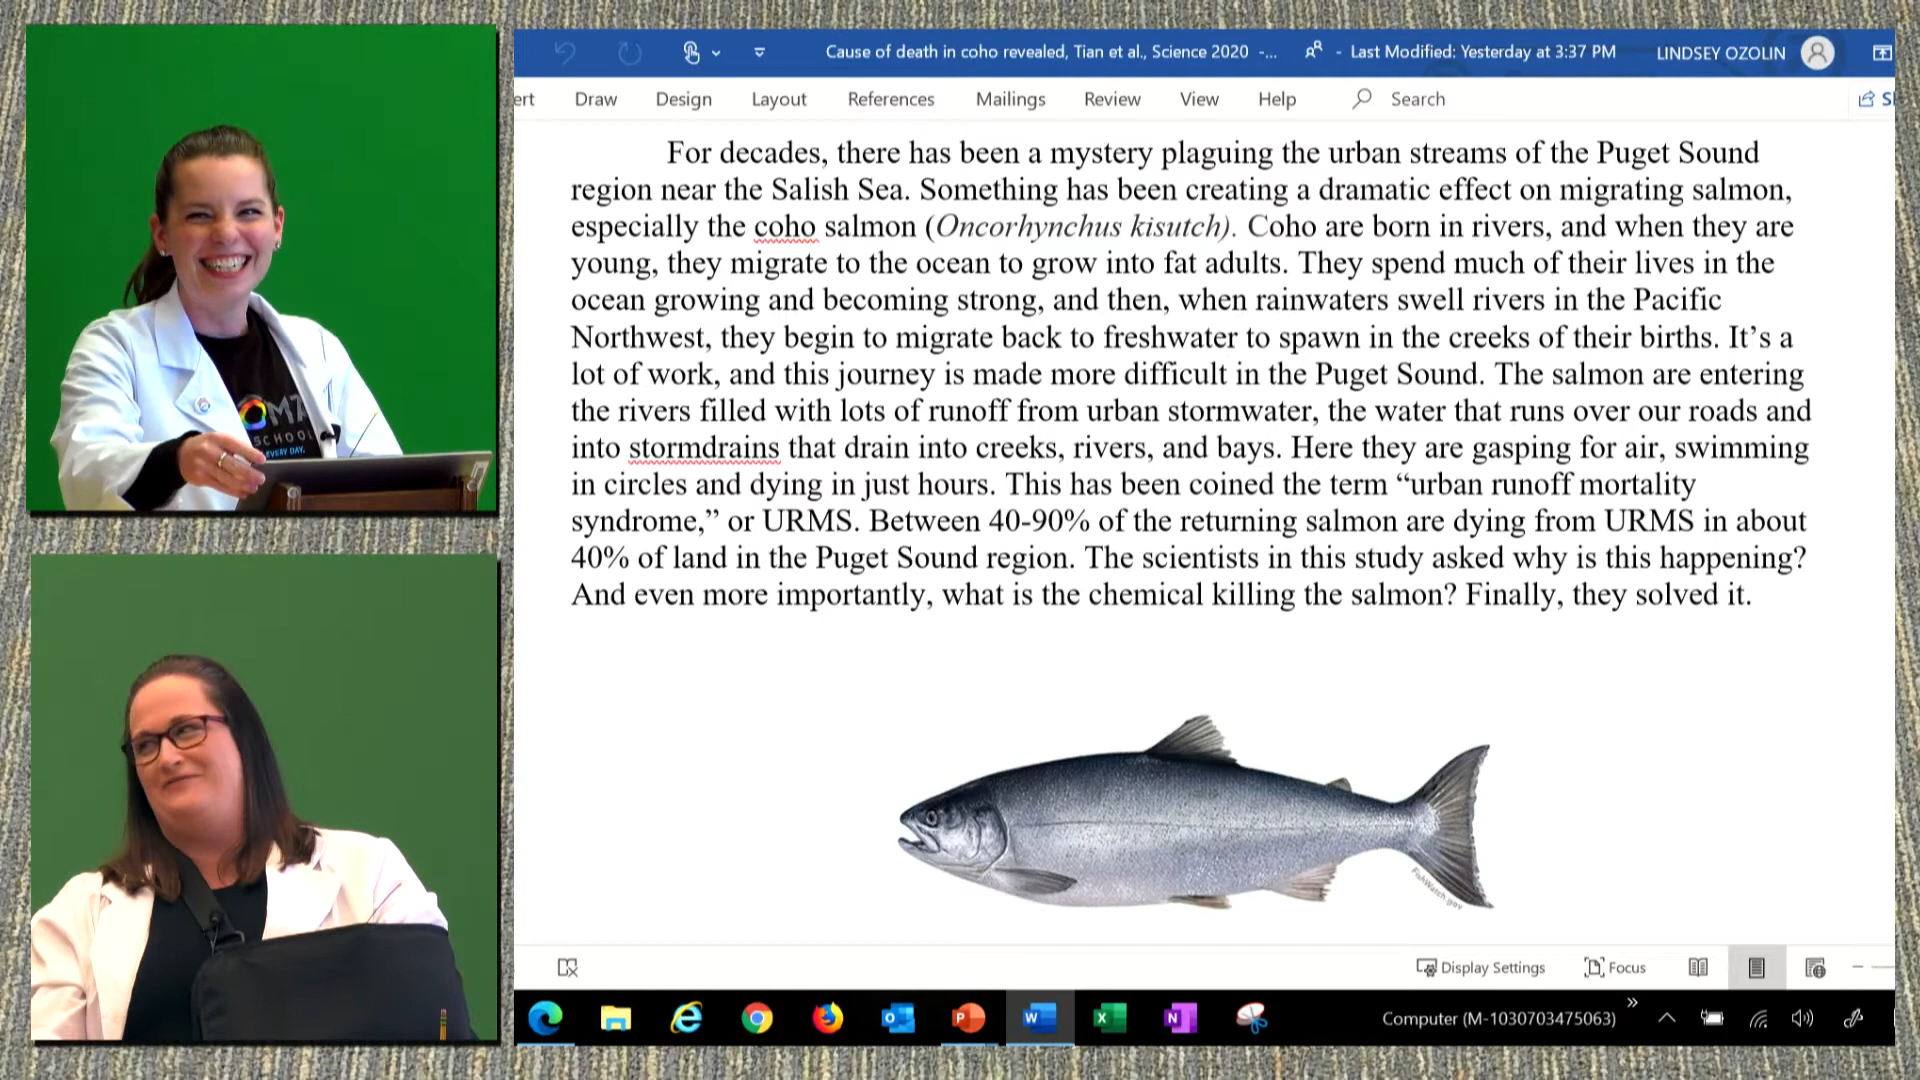 Cause of death in coho revealed, Tian et al., Science 2020 -... - Last Modified: Yesterday at 3:37 PM LINDSEY OZOLIN
ert Draw Design Layout References Mailings Review View Help Search
For decades, there has been a mystery plaguing the urban streams of the Puget Sound
region near the Salish Sea. Something has been creating a dramatic effect on migrating salmon,
especially the coho salmon (Oncorhynchus kisutch). Coho are born in rivers, and when they are
young, they migrate to the ocean to grow into fat adults. They spend much of their lives in the
ocean growing and becoming strong, and then, when rainwaters swell rivers in the Pacific
Northwest, they begin to migrate back to freshwater to spawn in the creeks of their births. It’s a
lot of work, and this journey is made more difficult in the Puget Sound. The salmon are entering
the rivers filled with lots of runoff from urban stormwater, the water that runs over our roads and
into stormdrains that drain into creeks, rivers, and bays. Here they are gasping for air, swimming
in circles and dying in just hours. This has been coined the term “urban runoff mortality
syndrome,” or URMS. Between 40-90% of the returning salmon are dying from URMS in about
40% of land in the Puget Sound region. The scientists in this study asked why is this happening?
And even more importantly, what is the chemical killing the salmon? Finally, they solved it.
FishWatch.gov
Display Settings Focus
Computer (M-1030703475063)
SCHOOL
EVERY DAY.